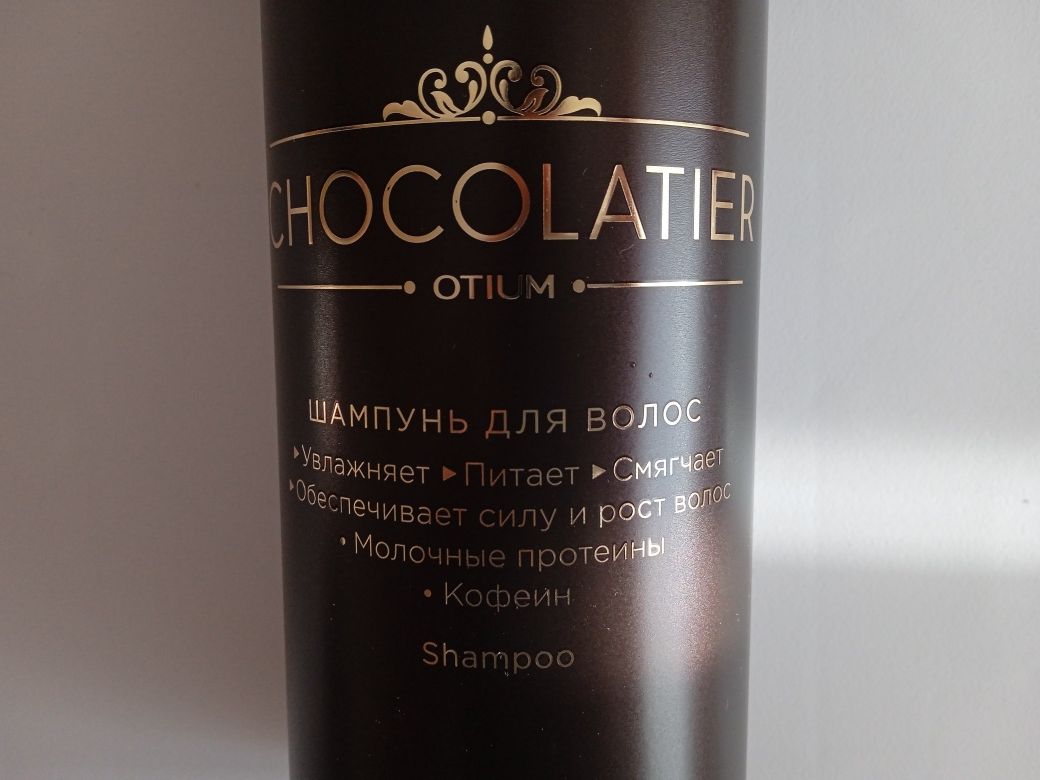 CHOCOLATIER
• OTIUM •
ШАМПУНЬ ДЛЯ ВОЛОС
▸Увлажняет ▸Питает ▸Смягчает
▸Обеспечивает силу и рост волос
• Молочные протеины
• Кофеин
Shampoo